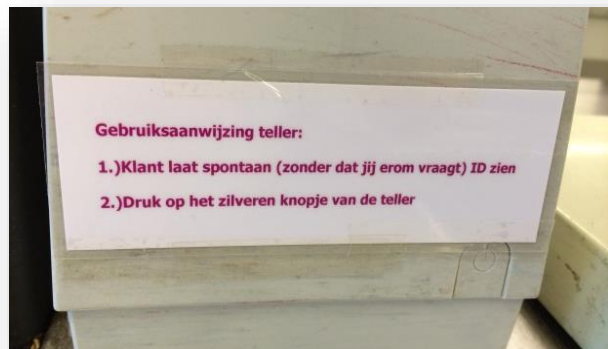 Gebruiksaanwijzing teller:
1.)Klant laat spontaan (zonder dat jij erom vraagt) ID zien
2.)Druk op het zilveren knopje van de teller